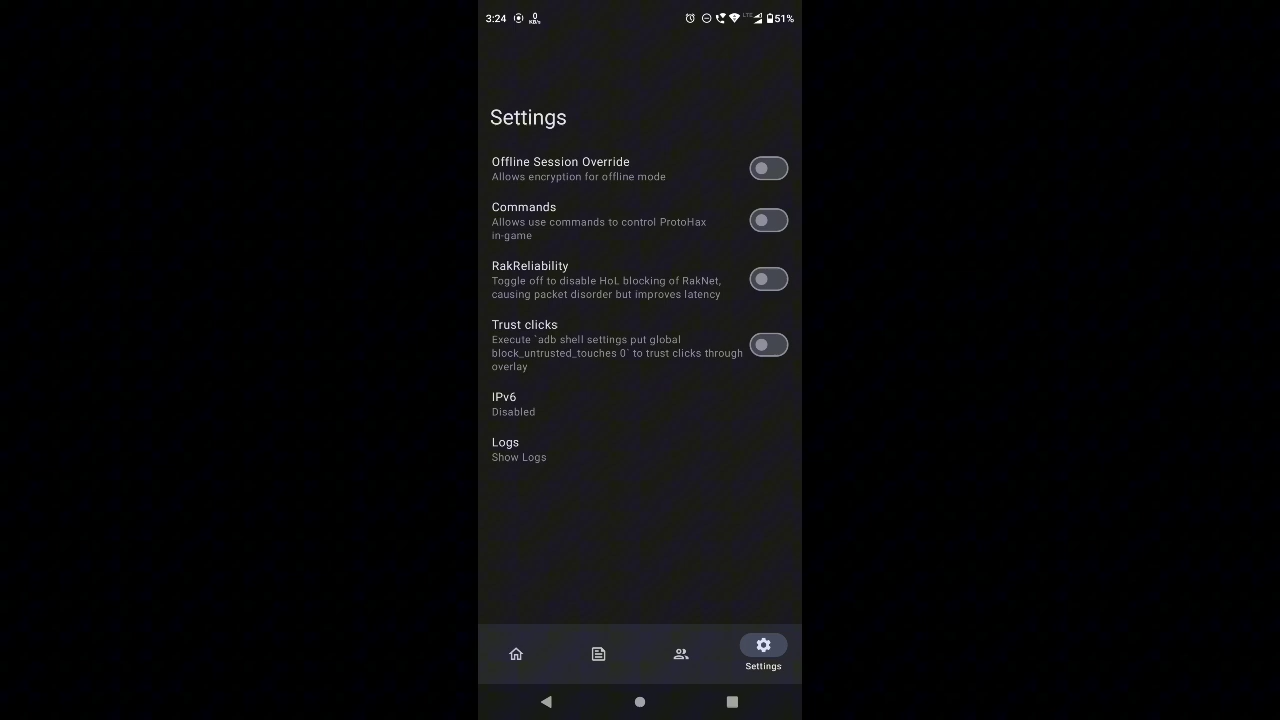 3:24 0 KB/s LTE 51%
Settings
Offline Session Override
Allows encryption for offline mode
Commands
Allows use commands to control ProtoHax
in-game
RakReliability
Toggle off to disable HoL blocking of RakNet,
causing packet disorder but improves latency
Trust clicks
Execute `adb shell settings put global
block_untrusted_touches 0` to trust clicks through
overlay
IPv6
Disabled
Logs
Show Logs
Settings